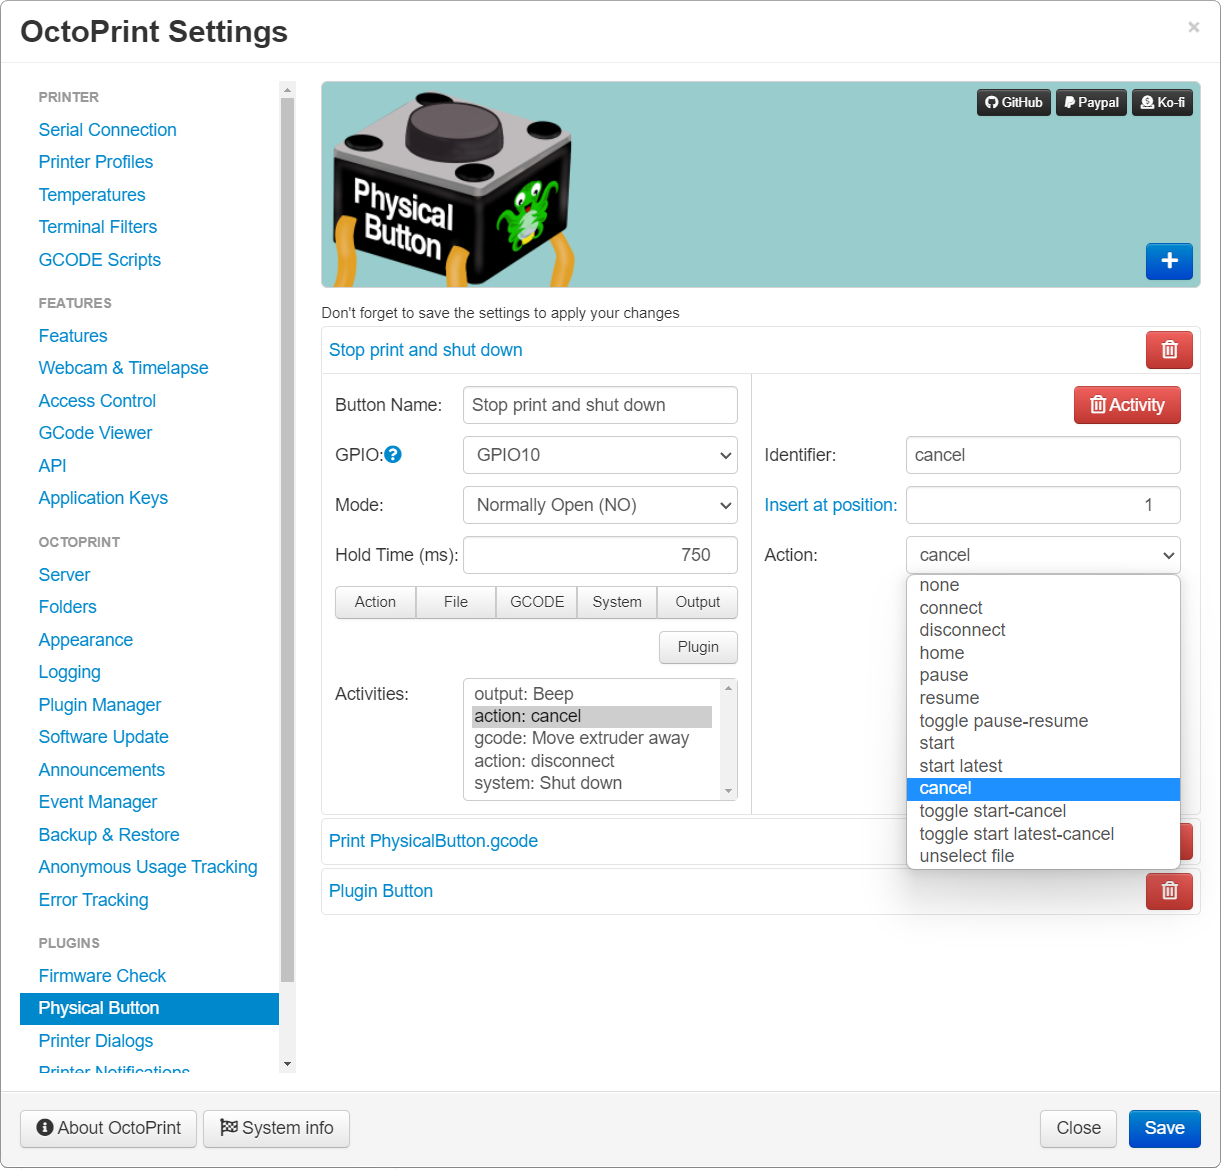 OctoPrint Settings
×
PRINTER
Serial Connection
Printer Profiles
Temperatures
Terminal Filters
GCODE Scripts
FEATURES
Features
Webcam & Timelapse
Access Control
GCode Viewer
API
Application Keys
OCTOPRINT
Server
Folders
Appearance
Logging
Plugin Manager
Software Update
Announcements
Event Manager
Backup & Restore
Anonymous Usage Tracking
Error Tracking
PLUGINS
Firmware Check
Physical Button
Printer Dialogs
Printer Notifications
Physical
Button
GitHub Paypal Ko-fi
+
Don't forget to save the settings to apply your changes
Stop print and shut down
Button Name: Stop print and shut down
GPIO: GPIO10
Mode: Normally Open (NO)
Hold Time (ms): 750
Action File GCODE System Output
Plugin
Activities:
output: Beep
action: cancel
gcode: Move extruder away
action: disconnect
system: Shut down
Activity
Identifier: cancel
Insert at position: 1
Action: cancel
none
connect
disconnect
home
pause
resume
toggle pause-resume
start
start latest
cancel
toggle start-cancel
toggle start latest-cancel
unselect file
Print PhysicalButton.gcode
Plugin Button
About OctoPrint System info Close Save